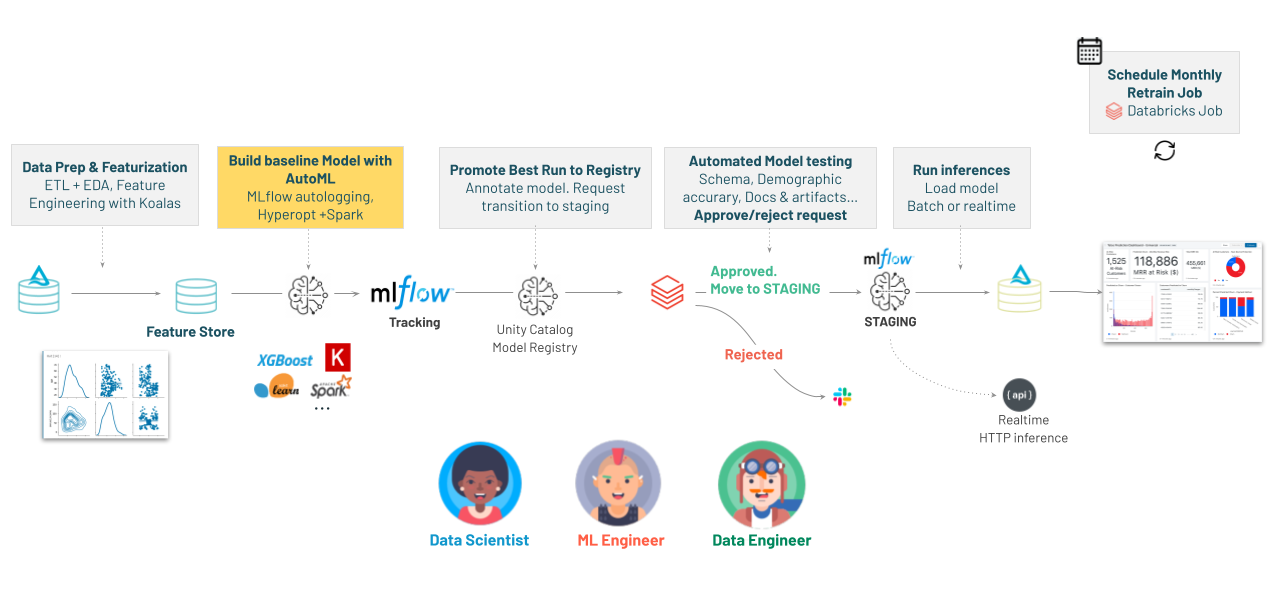 Schedule Monthly
Retrain Job
Databricks Job
Data Prep & Featurization
ETL + EDA, Feature
Engineering with Koalas
Build baseline Model with
AutoML
MLflow autologging,
Hyperopt +Spark
Promote Best Run to Registry
Annotate model. Request
transition to staging
Automated Model testing
Schema, Demographic
accurary, Docs & artifacts...
Approve/reject request
Run inferences
Load model
Batch or realtime
Feature Store
XGBoost
K
learn
APACHE
Spark
...
mlflow
Tracking
Unity Catalog
Model Registry
Approved.
Move to STAGING
Rejected
mlflow
STAGING
{ api }
Realtime
HTTP inference
1,525
118,886
MRR at Risk ($)
455,661
Data Scientist
ML Engineer
Data Engineer